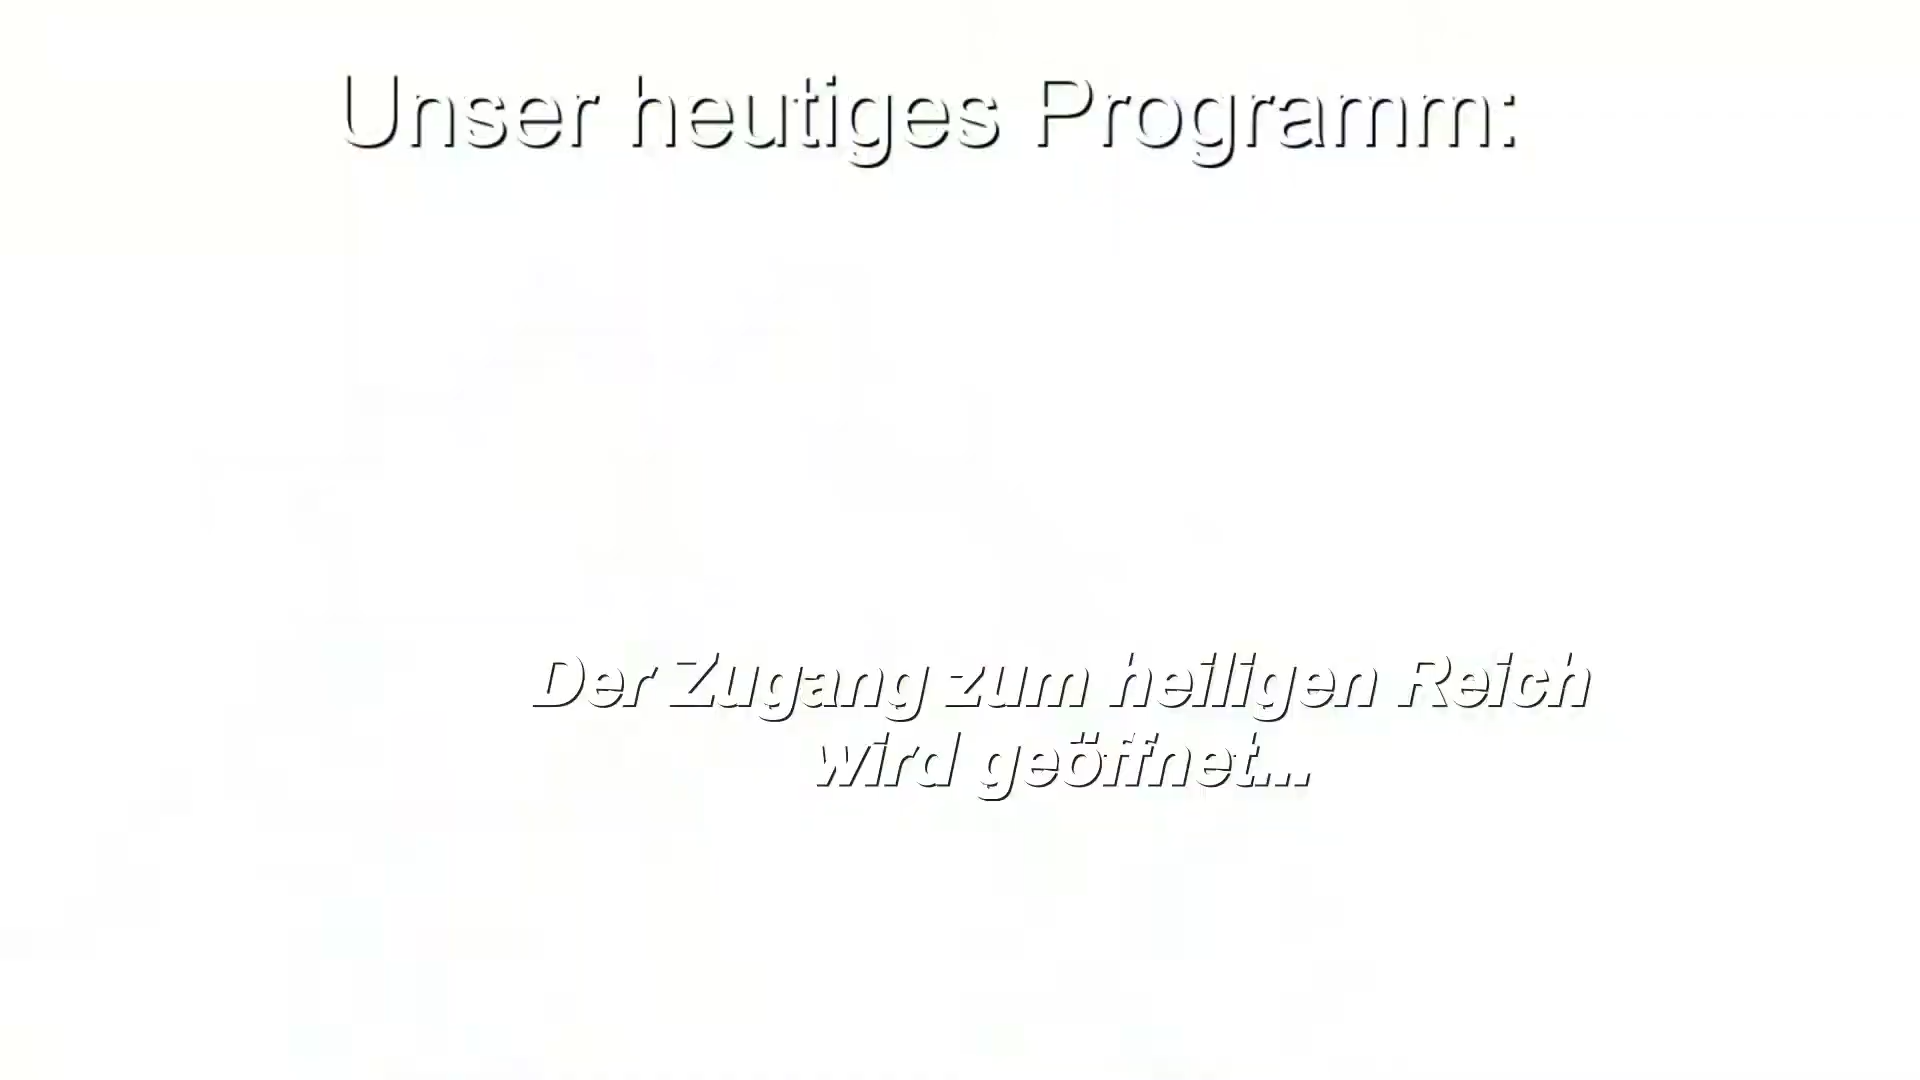 Unser heutiges Programm:
Der Zugang zum heiligen Reich
wird geöffnet...